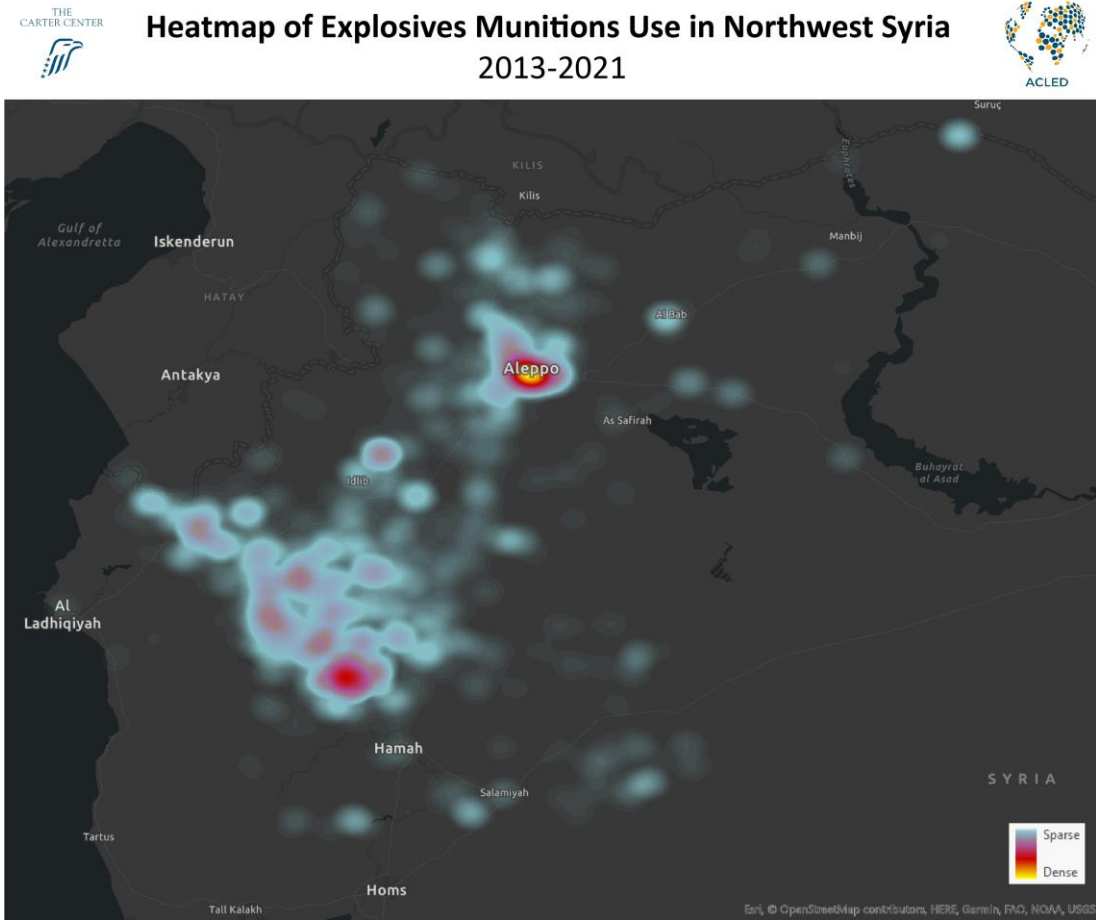 THE
CARTER CENTER
Heatmap of Explosives Munitions Use in Northwest Syria
2013-2021
ACLED
Suruç
KILIS
Kilis
Euphrates
Gulf of
Alexandretta
Iskenderun
Manbij
HATAY
Al Bab
Antakya
Aleppo
As Safirah
Buhayrat
al Asad
Idlib
Al
Ladhiqiyah
Hamah
SYRIA
Salamiyah
Tartus
Sparse
Dense
Homs
Tall Kalakh
Esri, © OpenStreetMap contributors, HERE, Garmin, FAO, NOAA, USGS